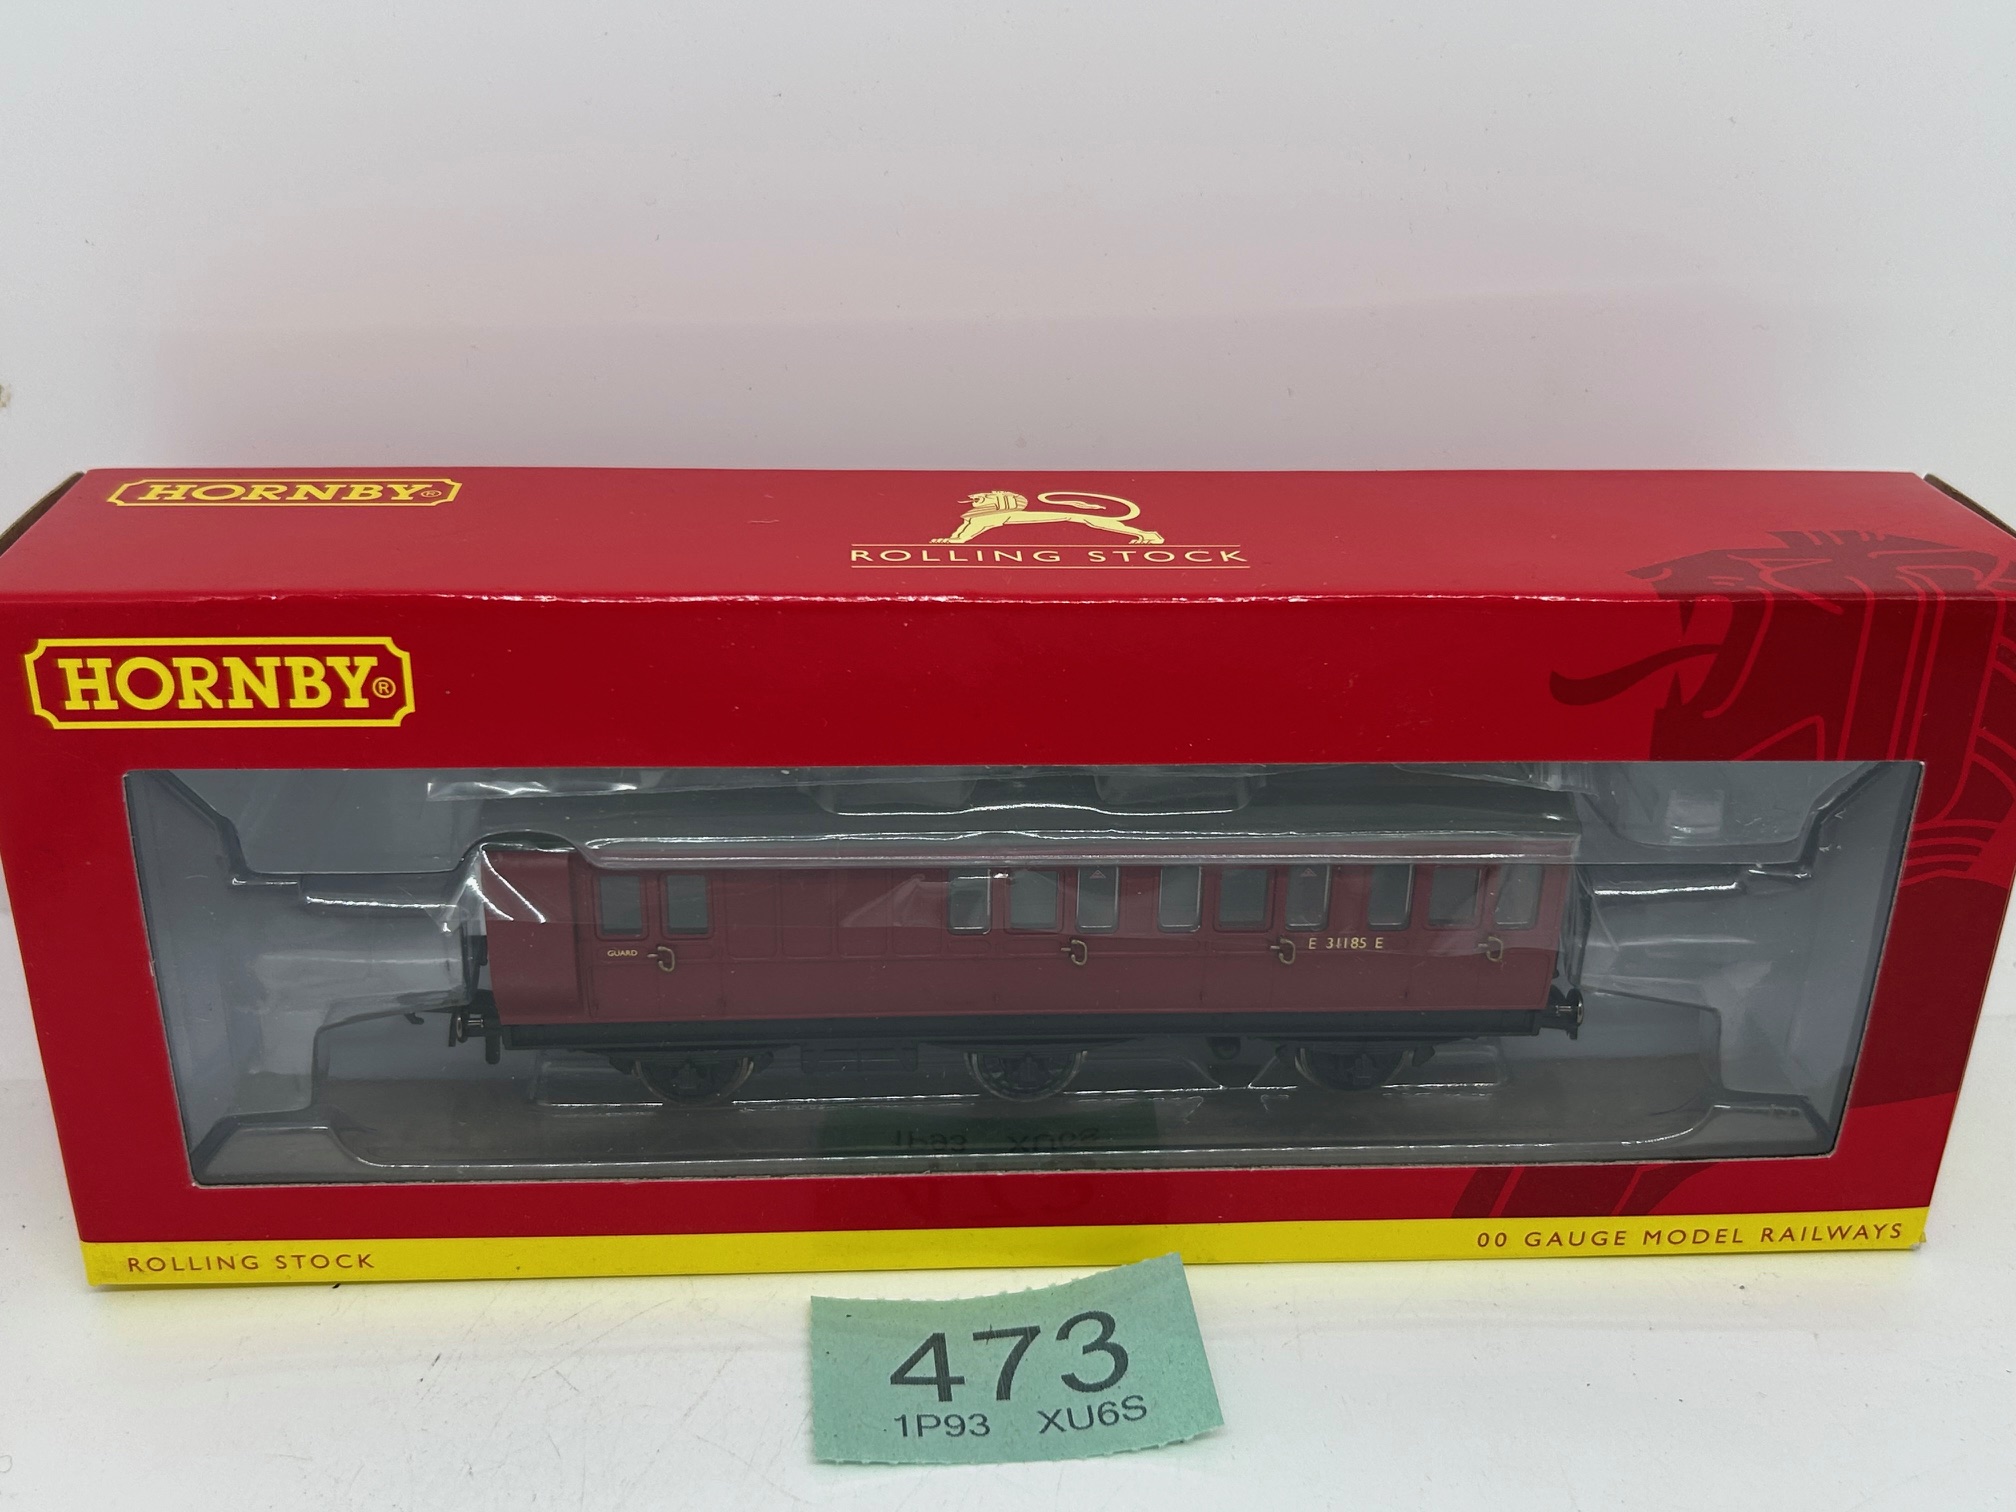 HORNBY®
ROLLING STOCK
HORNBY®
GUARD
E 31185 E
ROLLING STOCK
00 GAUGE MODEL RAILWAYS
473
1P93 XU6S